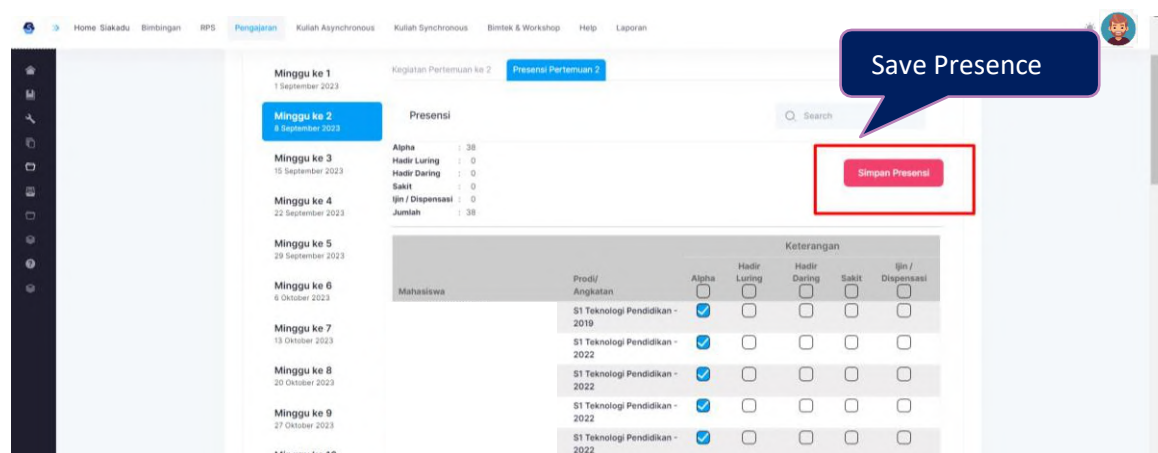 Home Siakadu Bimbingan RPS Pengajaran Kuliah Asynchronous Kuliah Synchronous Bimtek & Workshop Help Laporan
Save Presence
Minggu ke 1
1 September 2023
Minggu ke 2
8 September 2023
Minggu ke 3
15 September 2023
Minggu ke 4
22 September 2023
Minggu ke 5
29 September 2023
Minggu ke 6
6 Oktober 2023
Minggu ke 7
13 Oktober 2023
Minggu ke 8
20 Oktober 2023
Minggu ke 9
27 Oktober 2023
Kegiatan Pertemuan ke 2 Presensi Pertemuan 2
Presensi
Search
Alpha : 38
Hadir Luring : 0
Hadir Daring : 0
Sakit : 0
Ijin / Dispensasi : 0
Jumlah : 38
Simpan Presensi
Keterangan
Mahasiswa Prodi/ Angkatan Alpha Hadir Luring Hadir Daring Sakit Ijin / Dispensasi
S1 Teknologi Pendidikan -
2019
S1 Teknologi Pendidikan -
2022
S1 Teknologi Pendidikan -
2022
S1 Teknologi Pendidikan -
2022
S1 Teknologi Pendidikan -
2022